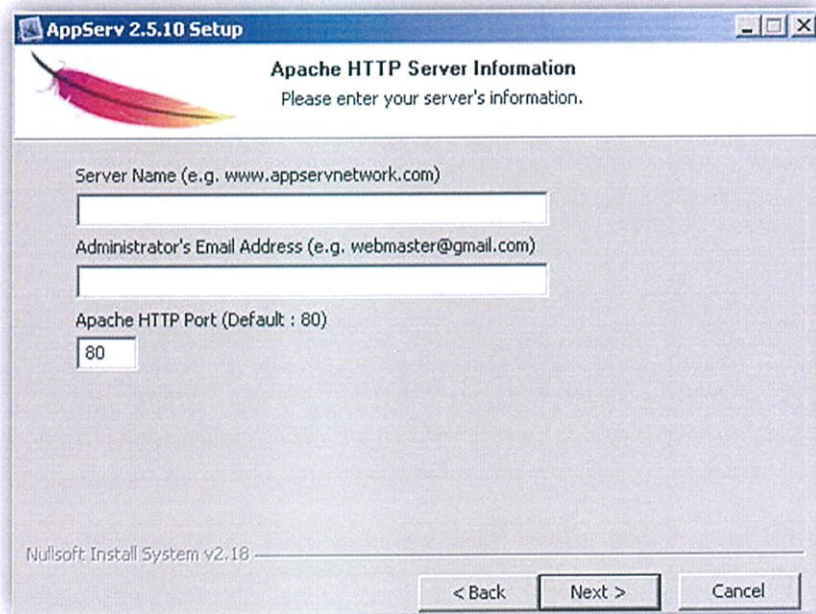 AppServ 2.5.10 Setup
Apache HTTP Server Information
Please enter your server's information.
Server Name (e.g. www.appservnetwork.com)
Administrator's Email Address (e.g. webmaster@gmail.com)
Apache HTTP Port (Default : 80)
80
Nullsoft Install System v2.18
< Back Next > Cancel